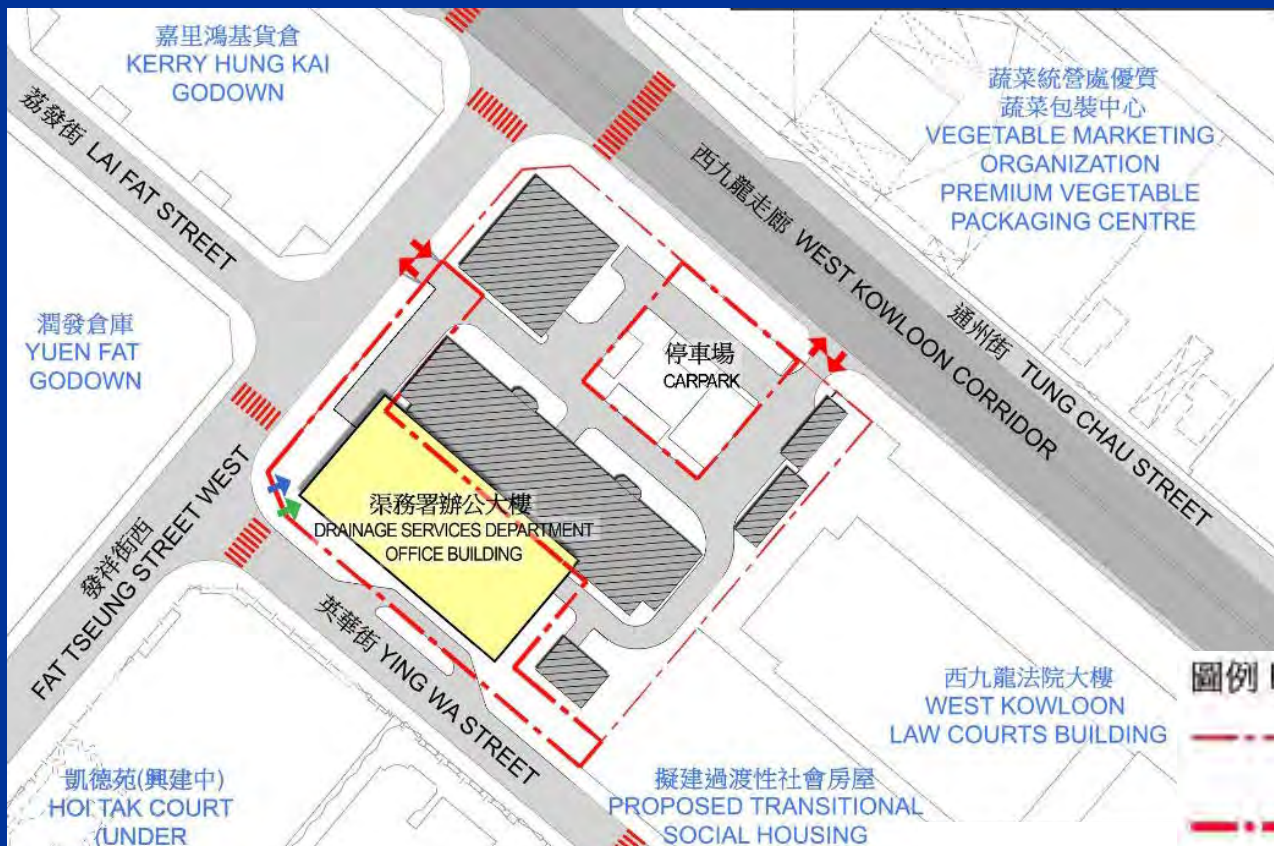 嘉里鴻基貨倉
KERRY HUNG KAI
GODOWN
荔發街 LAI FAT STREET
蔬菜統營處優質
蔬菜包裝中心
VEGETABLE MARKETING
ORGANIZATION
PREMIUM VEGETABLE
PACKAGING CENTRE
西九龍走廊 WEST KOWLOON CORRIDOR
通州街 TUNG CHAU STREET
潤發倉庫
YUEN FAT
GODOWN
停車場
CARPARK
渠務署辦公大樓
DRAINAGE SERVICES DEPARTMENT
OFFICE BUILDING
發祥街西
FAT TSEUNG STREET WEST
英華街 YING WA STREET
西九龍法院大樓
WEST KOWLOON
LAW COURTS BUILDING
圖例
凱德苑(興建中)
HOI TAK COURT
(UNDER
擬建過渡性社會房屋
PROPOSED TRANSITIONAL
SOCIAL HOUSING